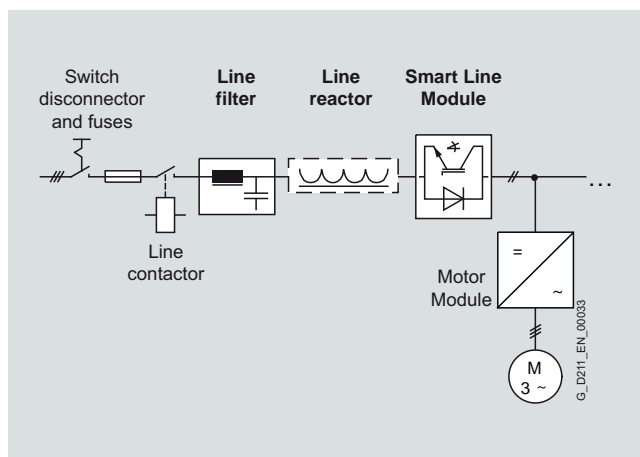 Switch
disconnector
and fuses
Line
filter
Line
reactor
Smart Line
Module
Line
contactor
...
=
~
Motor
Module
M
3 ~
G_D211_EN_00033